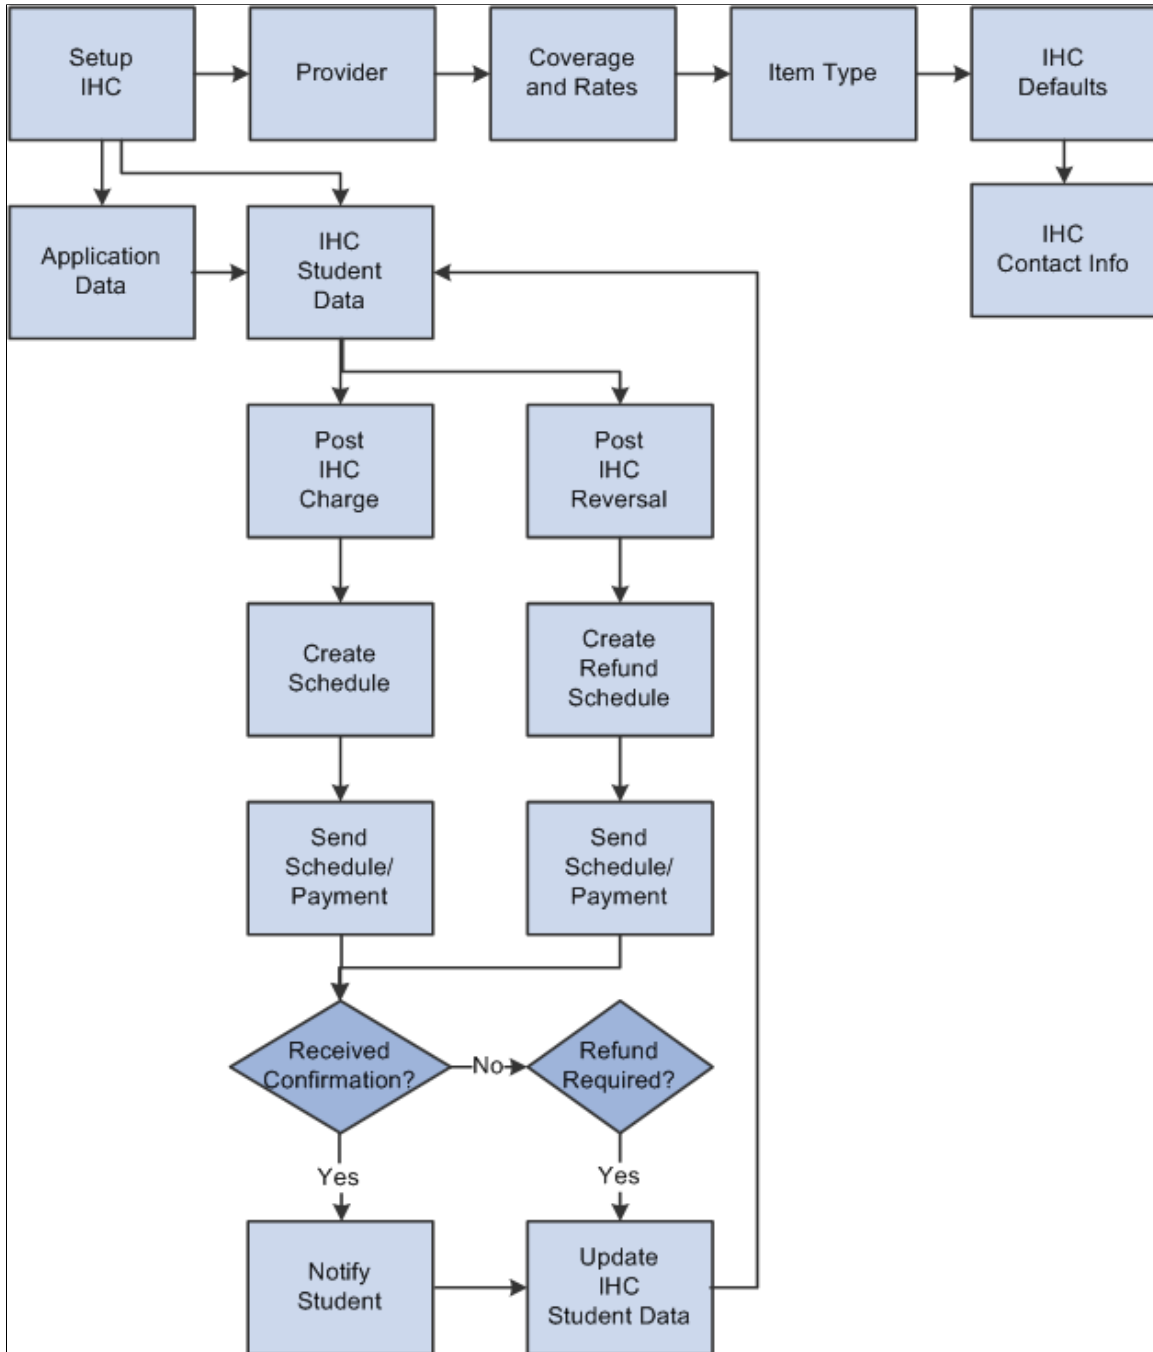 Setup
IHC
Provider
Coverage
and Rates
Item Type
IHC
Defaults
Application
Data
IHC
Student
Data
IHC
Contact Info
Post
IHC
Charge
Post
IHC
Reversal
Create
Schedule
Create
Refund
Schedule
Send
Schedule/
Payment
Send
Schedule/
Payment
Received
Confirmation?
No
Refund
Required?
Yes
Yes
Notify
Student
Update
IHC
Student Data